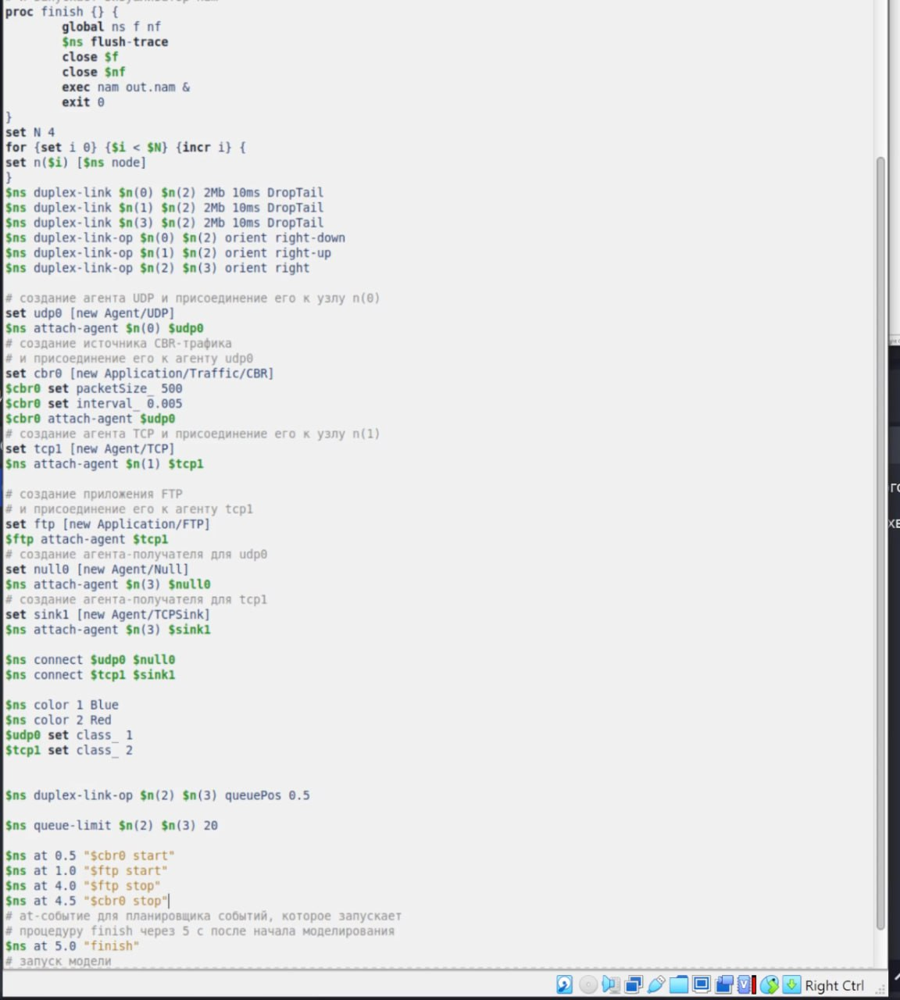 proc finish {} {
global ns f nf
$ns flush-trace
close $f
close $nf
exec nam out.nam &
exit 0
}
set N 4
for {set i 0} {$i < $N} {incr i} {
set n($i) [$ns node]
}
$ns duplex-link $n(0) $n(2) 2Mb 10ms DropTail
$ns duplex-link $n(1) $n(2) 2Mb 10ms DropTail
$ns duplex-link $n(3) $n(2) 2Mb 10ms DropTail
$ns duplex-link-op $n(0) $n(2) orient right-down
$ns duplex-link-op $n(1) $n(2) orient right-up
$ns duplex-link-op $n(2) $n(3) orient right
# создание агента UDP и присоединение его к узлу n(0)
set udp0 [new Agent/UDP]
$ns attach-agent $n(0) $udp0
# создание источника CBR-трафика
# и присоединение его к агенту udp0
set cbr0 [new Application/Traffic/CBR]
$cbr0 set packetSize_ 500
$cbr0 set interval_ 0.005
$cbr0 attach-agent $udp0
# создание агента TCP и присоединение его к узлу n(1)
set tcp1 [new Agent/TCP]
$ns attach-agent $n(1) $tcp1
# создание приложения FTP
# и присоединение его к агенту tcp1
set ftp [new Application/FTP]
$ftp attach-agent $tcp1
# создание агента-получателя для udp0
set null0 [new Agent/Null]
$ns attach-agent $n(3) $null0
# создание агента-получателя для tcp1
set sink1 [new Agent/TCPSink]
$ns attach-agent $n(3) $sink1
$ns connect $udp0 $null0
$ns connect $tcp1 $sink1
$ns color 1 Blue
$ns color 2 Red
$udp0 set class_ 1
$tcp1 set class_ 2
$ns duplex-link-op $n(2) $n(3) queuePos 0.5
$ns queue-limit $n(2) $n(3) 20
$ns at 0.5 "$cbr0 start"
$ns at 1.0 "$ftp start"
$ns at 4.0 "$ftp stop"
$ns at 4.5 "$cbr0 stop"
# at-событие для планировщика событий, которое запускает
# процедуру finish через 5 с после начала моделирования
$ns at 5.0 "finish"
# запуск модели
Right Ctrl